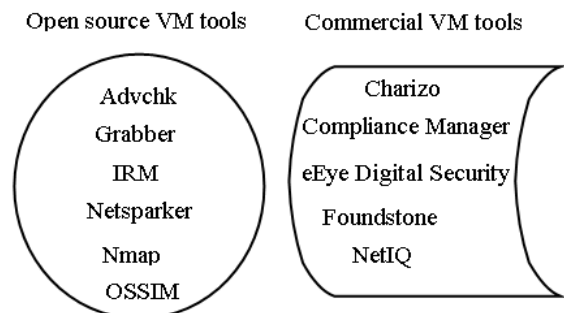 Open source VM tools
Advchk
Grabber
IRM
Netsparker
Nmap
OSSIM
Commercial VM tools
Charizo
Compliance Manager
eEye Digital Security
Foundstone
NetIQ